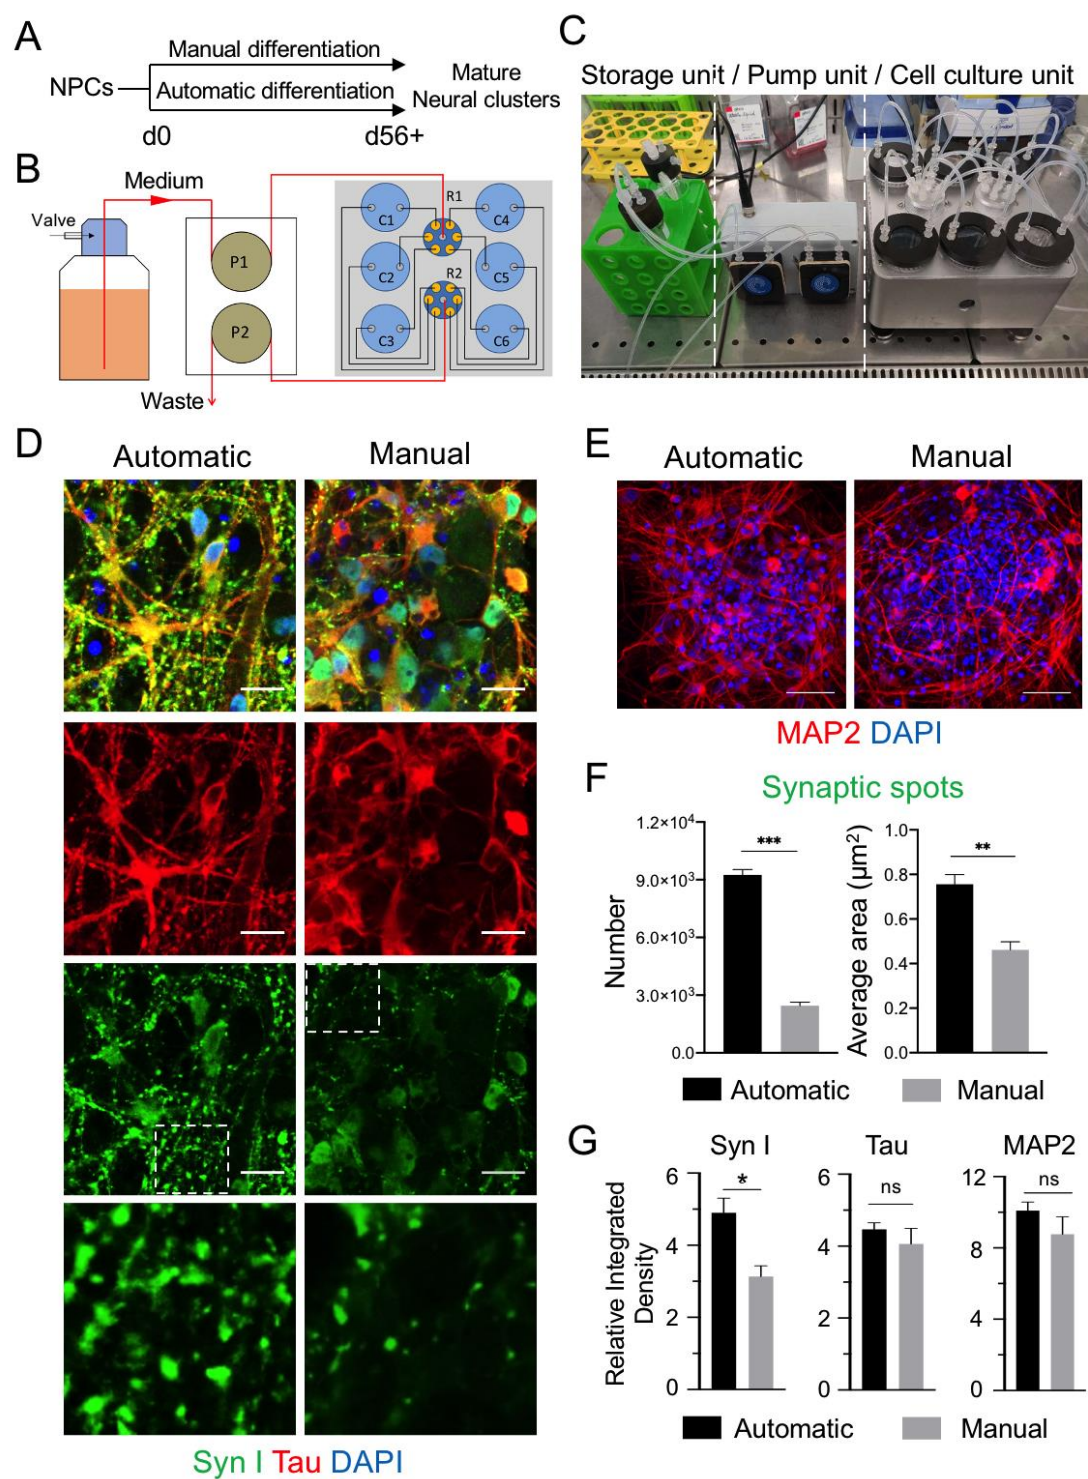 A
Manual differentiation
NPCs
Automatic differentiation
Mature
Neural clusters
d0
d56+
B
Medium
Valve
P1
P2
Waste
R1
R2
C1
C2
C3
C4
C5
C6
C
Storage unit / Pump unit / Cell culture unit
D
Automatic
Manual
Syn I Tau DAPI
E
Automatic
Manual
MAP2 DAPI
F
Synaptic spots
Number
1.2×10⁴
9.0×10³
6.0×10³
3.0×10³
0.0
***
Average area (μm²)
1.0
0.8
0.6
0.4
0.2
0.0
**
Automatic
Manual
G
Relative Integrated
Density
Syn I
6
4
2
0
*
Tau
6
4
2
0
ns
MAP2
12
8
4
0
ns
Automatic
Manual